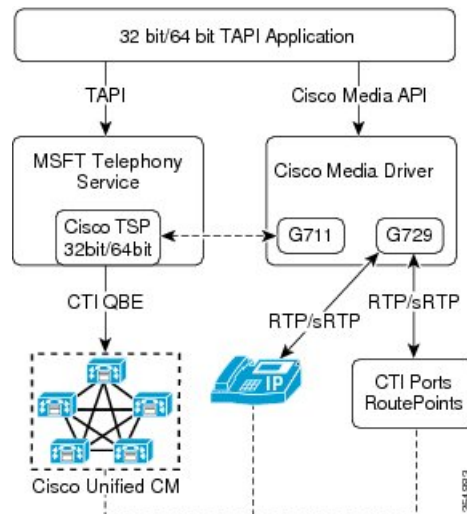 32 bit/64 bit TAPI Application
TAPI
Cisco Media API
MSFT Telephony
Service
Cisco TSP
32bit/64bit
Cisco Media Driver
G711
G729
CTI QBE
RTP/sRTP
RTP/sRTP
IP
CTI Ports
RoutePoints
Cisco Unified CM